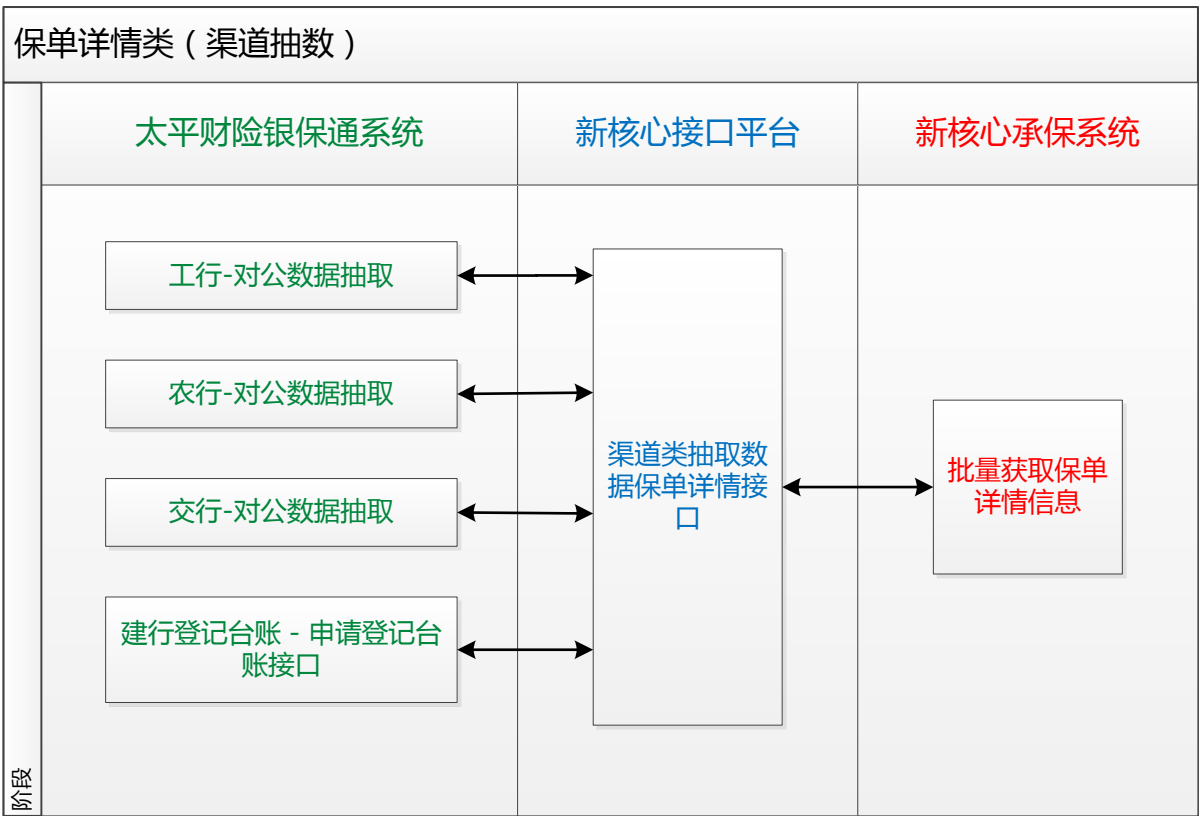 保单详情类（渠道抽数）
太平财险银保通系统
新核心接口平台
新核心承保系统
工行-对公数据抽取
农行-对公数据抽取
交行-对公数据抽取
建行登记台账 - 申请登记台
账接口
渠道类抽取数
据保单详情接
口
批量获取保单
详情信息
阶段